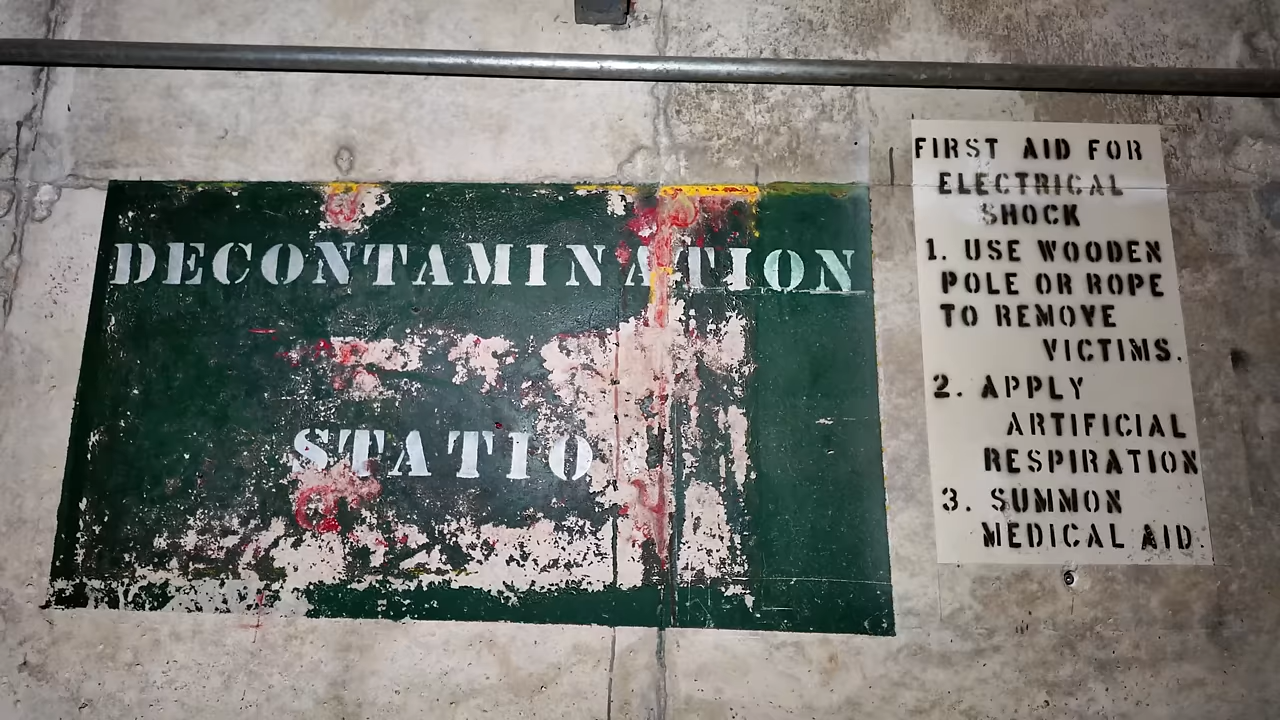 DECONTAMINATION
STATIO
FIRST AID FOR
ELECTRICAL
SHOCK
1. USE WOODEN
POLE OR ROPE
TO REMOVE
VICTIMS.
2. APPLY
ARTIFICIAL
RESPIRATION
3. SUMMON
MEDICAL AID